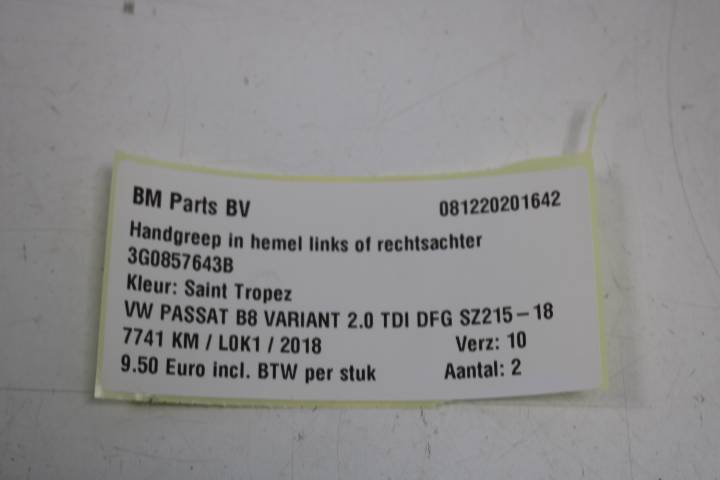 BM Parts BV 081220201642
Handgreep in hemel links of rechtsachter
3G0857643B
Kleur: Saint Tropez
VW PASSAT B8 VARIANT 2.0 TDI DFG SZ215-18
7741 KM / L0K1 / 2018 Verz: 10
9.50 Euro incl. BTW per stuk Aantal: 2